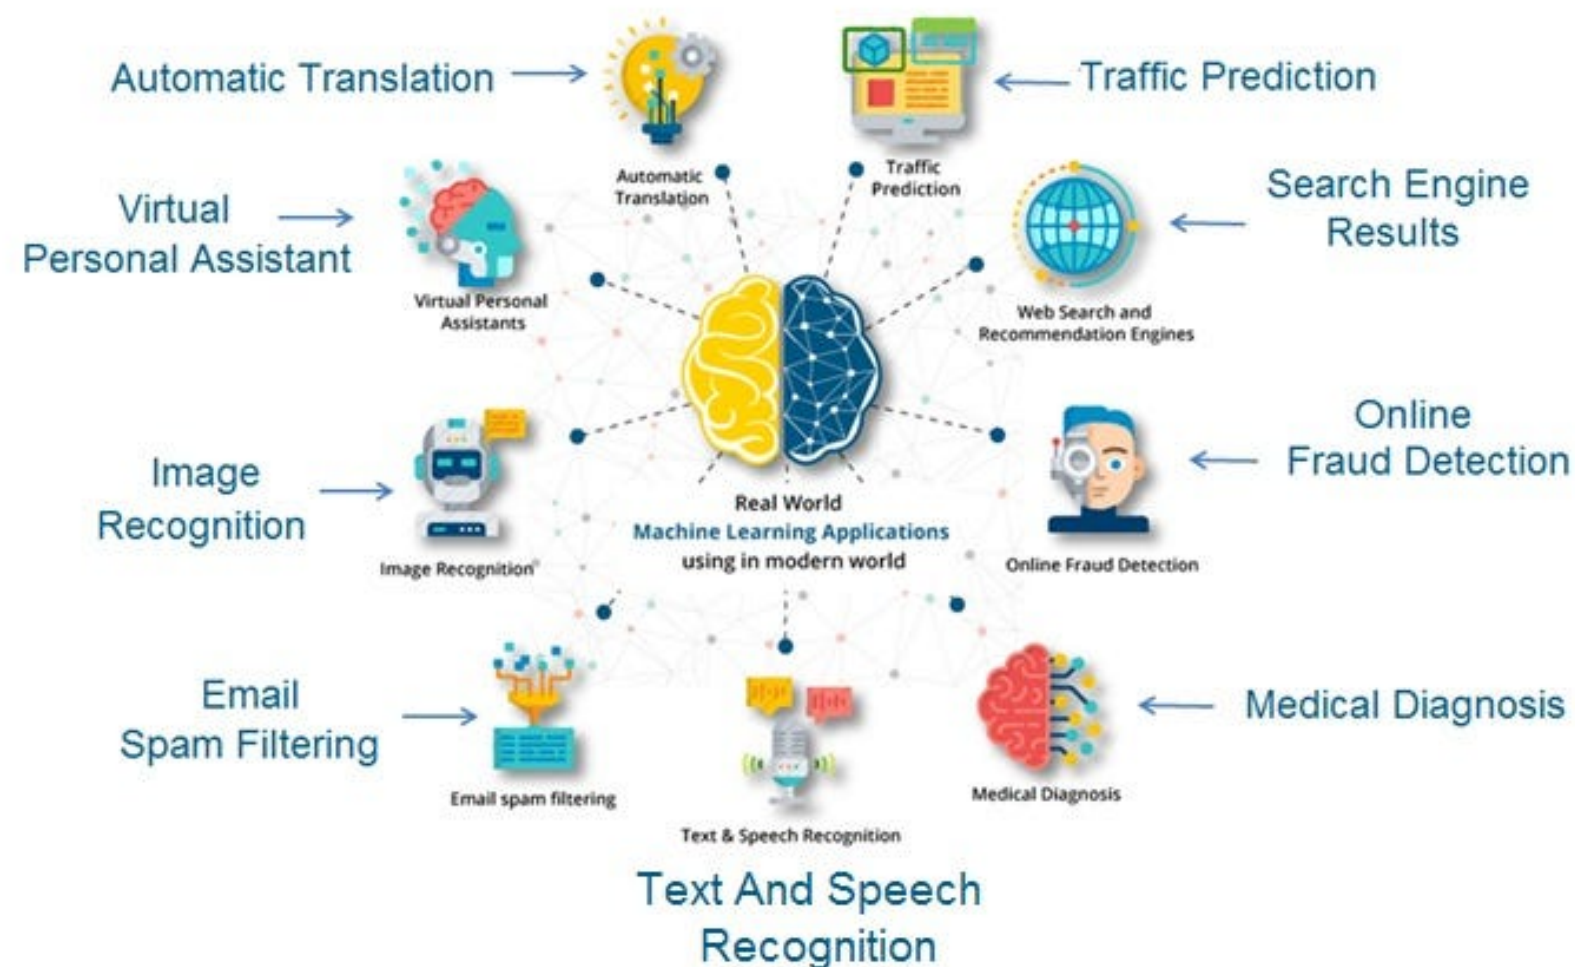 Automatic Translation
Traffic Prediction
Automatic
Translation
Traffic
Prediction
Virtual
Personal Assistant
Search Engine
Results
Virtual Personal
Assistants
Web Search and
Recommendation Engines
Image
Recognition
Online
Fraud Detection
Real World
Machine Learning Applications
using in modern world
Image Recognition
Online Fraud Detection
Email
Spam Filtering
Medical Diagnosis
Email spam filtering
Medical Diagnosis
Text & Speech Recognition
Text And Speech
Recognition